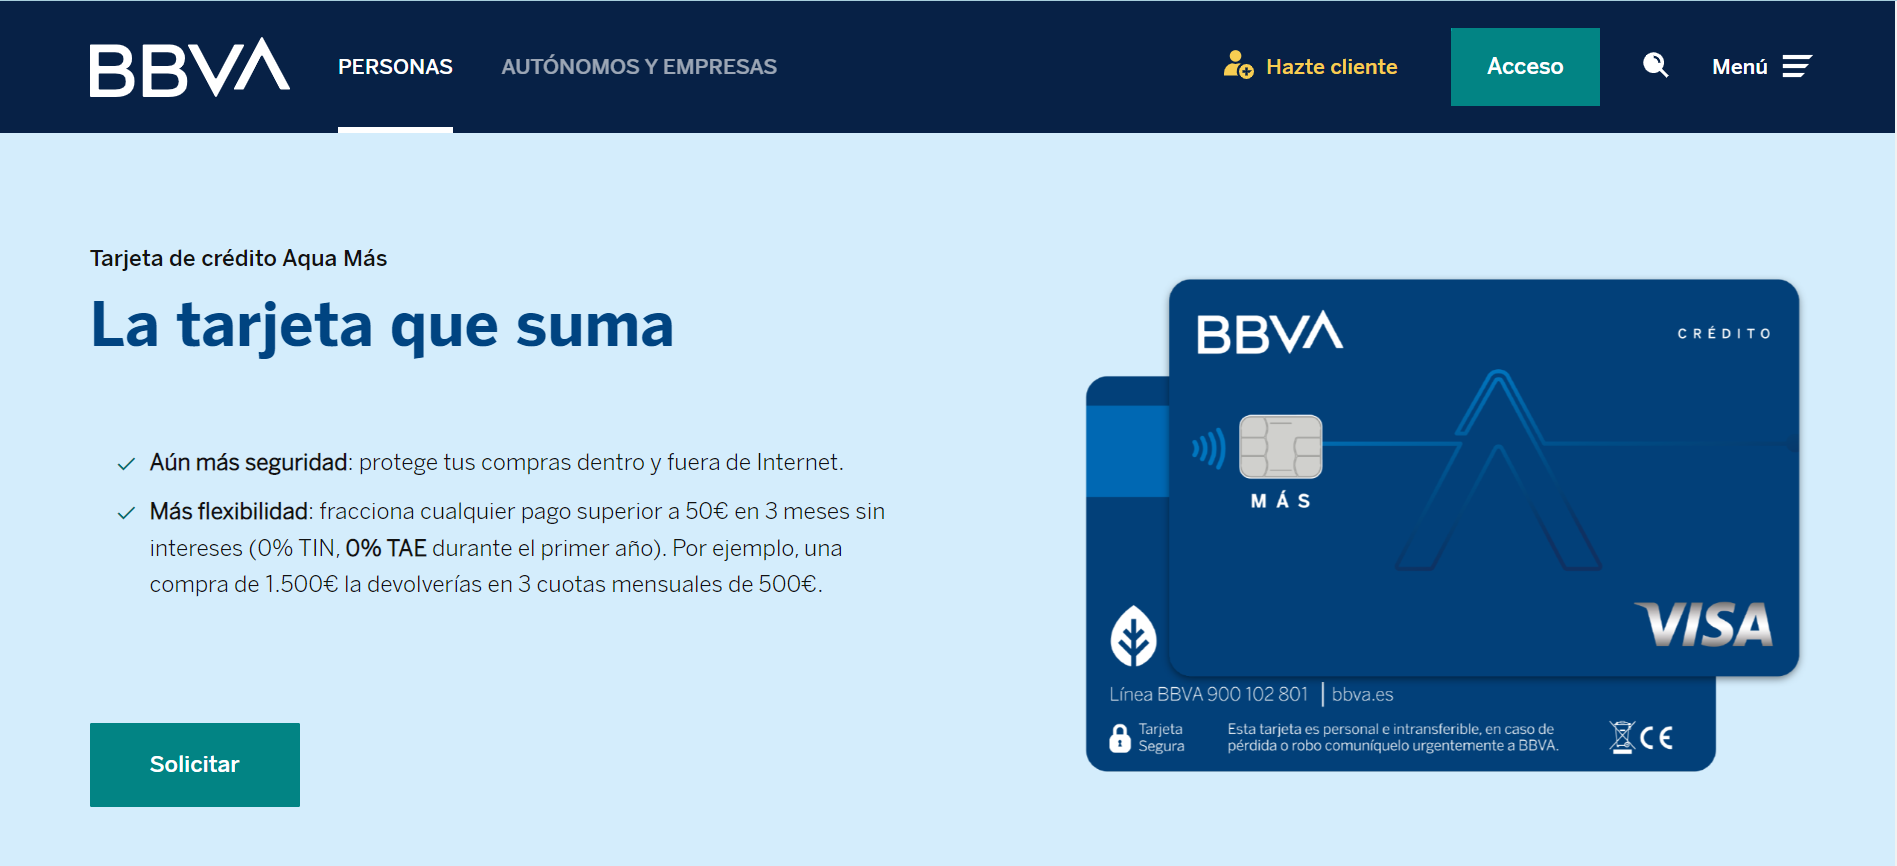 BBVA
PERSONAS
AUTÓNOMOS Y EMPRESAS
Hazte cliente
Acceso
Menú
Tarjeta de crédito Aqua Más
La tarjeta que suma
Aún más seguridad: protege tus compras dentro y fuera de Internet.
Más flexibilidad: fracciona cualquier pago superior a 50€ en 3 meses sin
intereses (0% TIN, 0% TAE durante el primer año). Por ejemplo, una
compra de 1.500€ la devolverías en 3 cuotas mensuales de 500€.
Solicitar
BBVA
CRÉDITO
MÁS
VISA
Línea BBVA 900 102 801 | bbva.es
Tarjeta
Segura
Esta tarjeta es personal e intransferible, en caso de
pérdida o robo comuníquelo urgentemente a BBVA.
CE